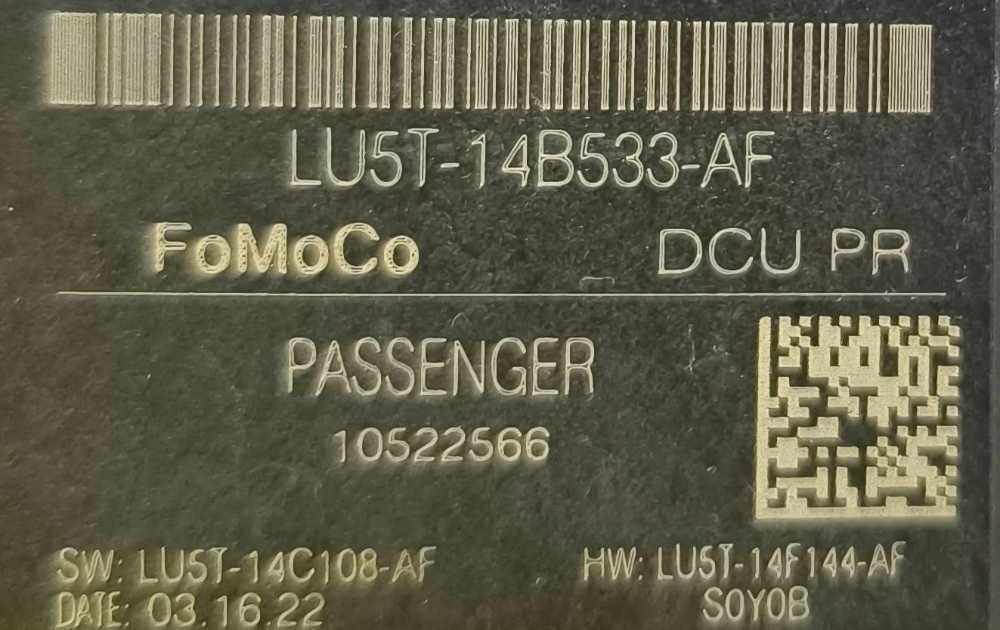 LU5T-14B533-AF
FoMoCo DCU PR
PASSENGER
10522566
SW: LU5T-14C108-AF HW: LU5T-14F144-AF
DATE: 03.16.22 S0Y0B